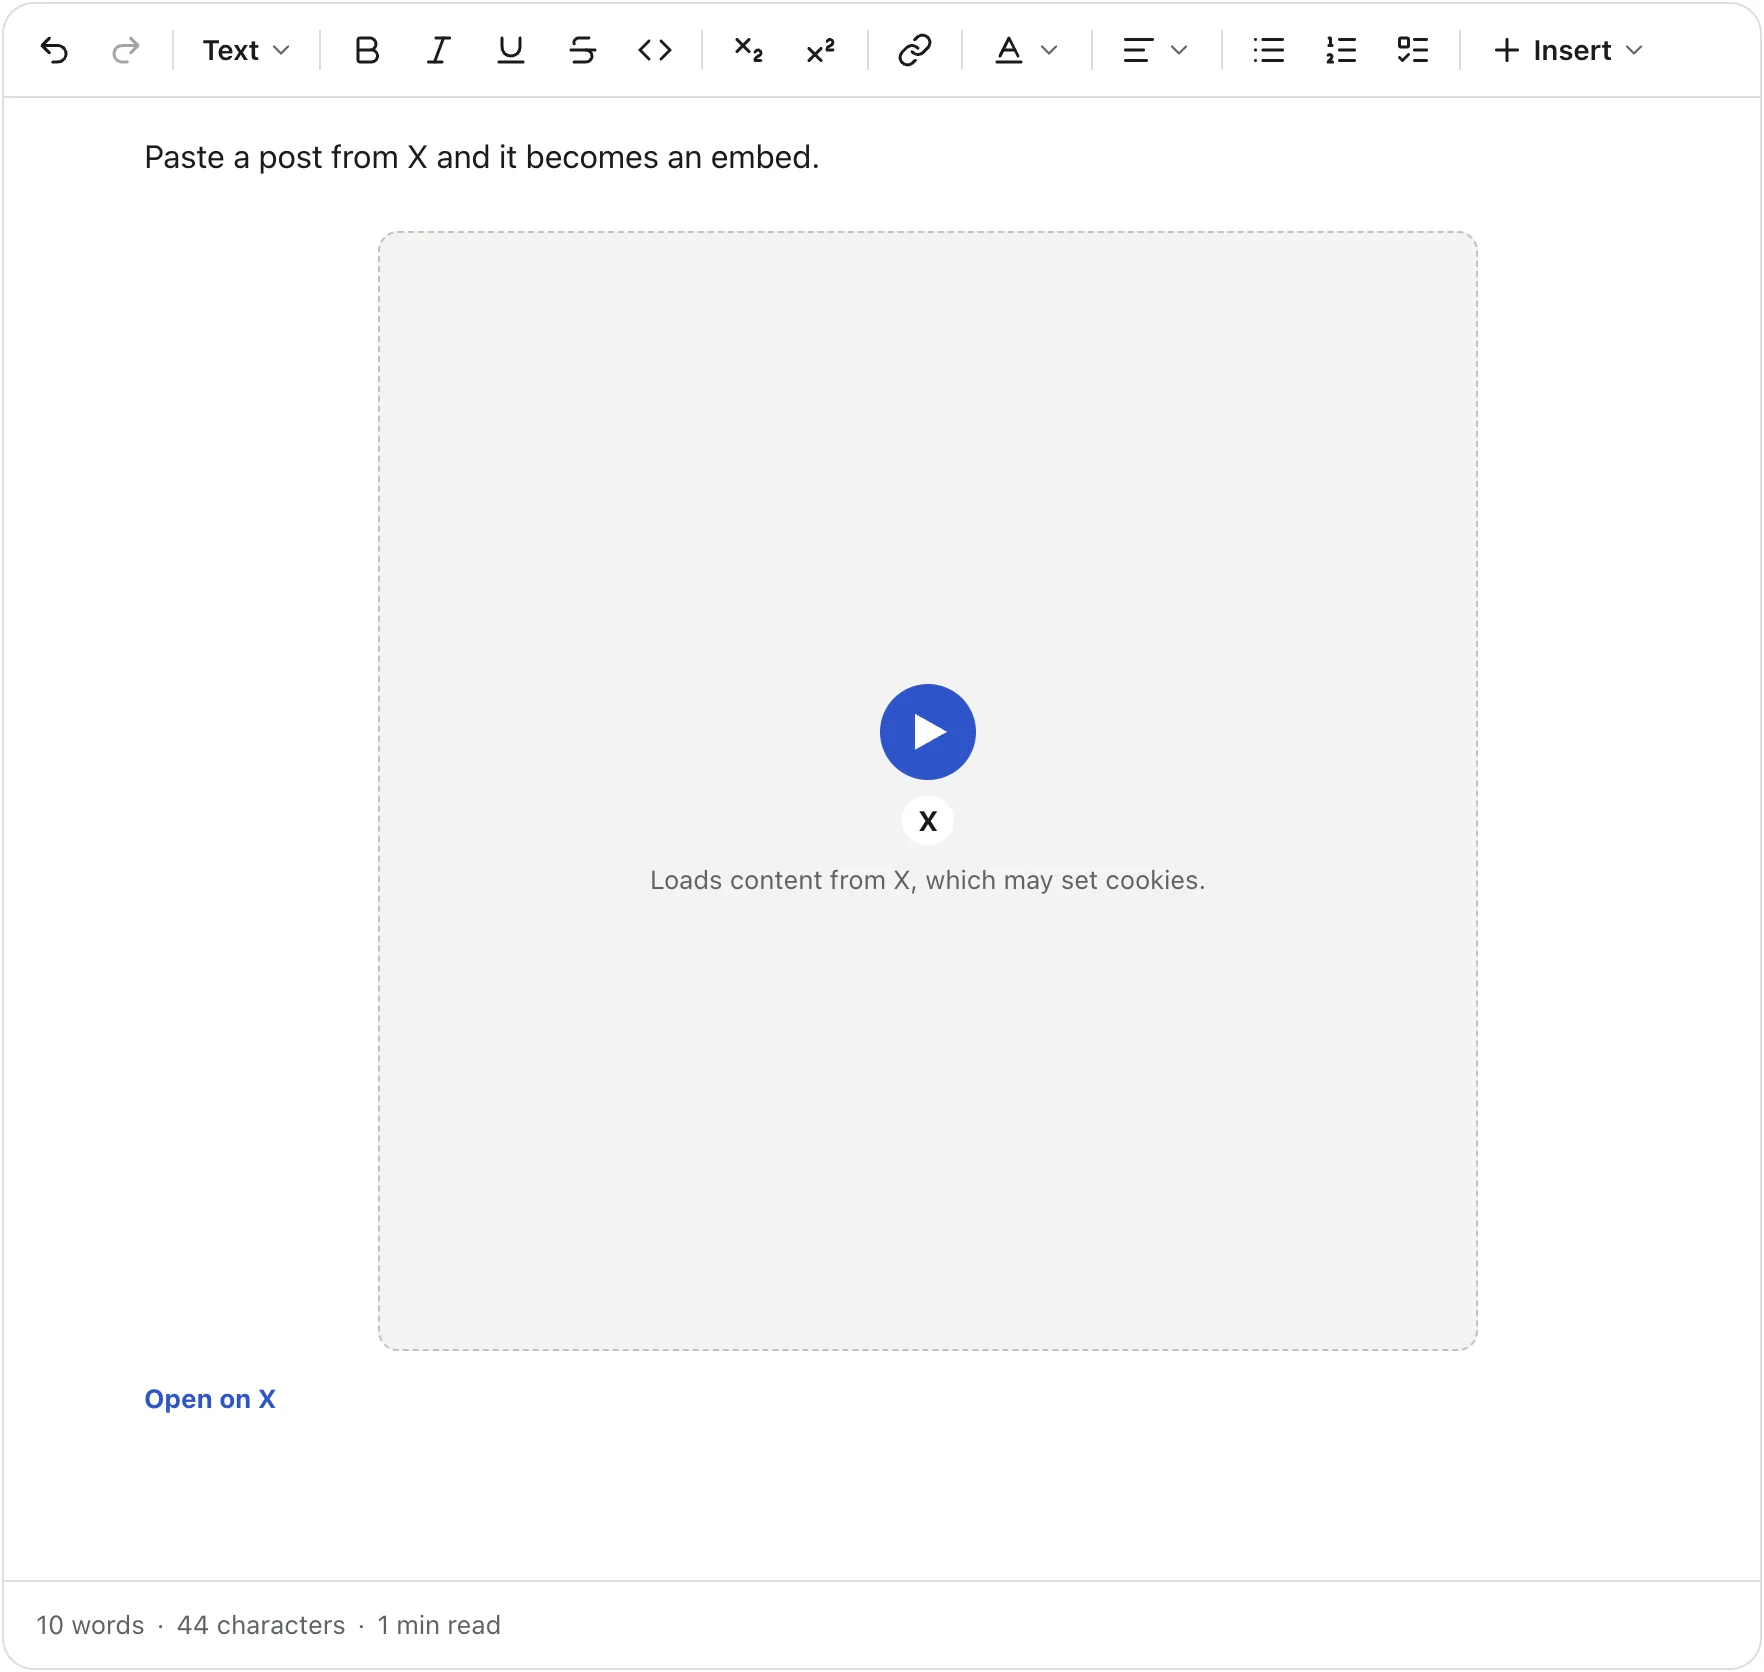 Text
Insert
Paste a post from X and it becomes an embed.
X
Loads content from X, which may set cookies.
Open on X
10 words · 44 characters · 1 min read